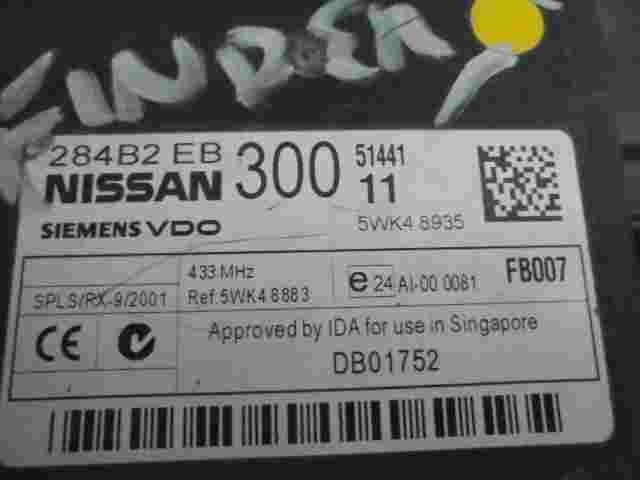 284B2 EB 300 51441
NISSAN 11
SIEMENS VDO 5WK4 8935
433 MHz
SPLS/RX-9/2001 Ref:5WK4 8883 e 24 AI-00 0081 FB007
CE Approved by IDA for use in Singapore
DB01752